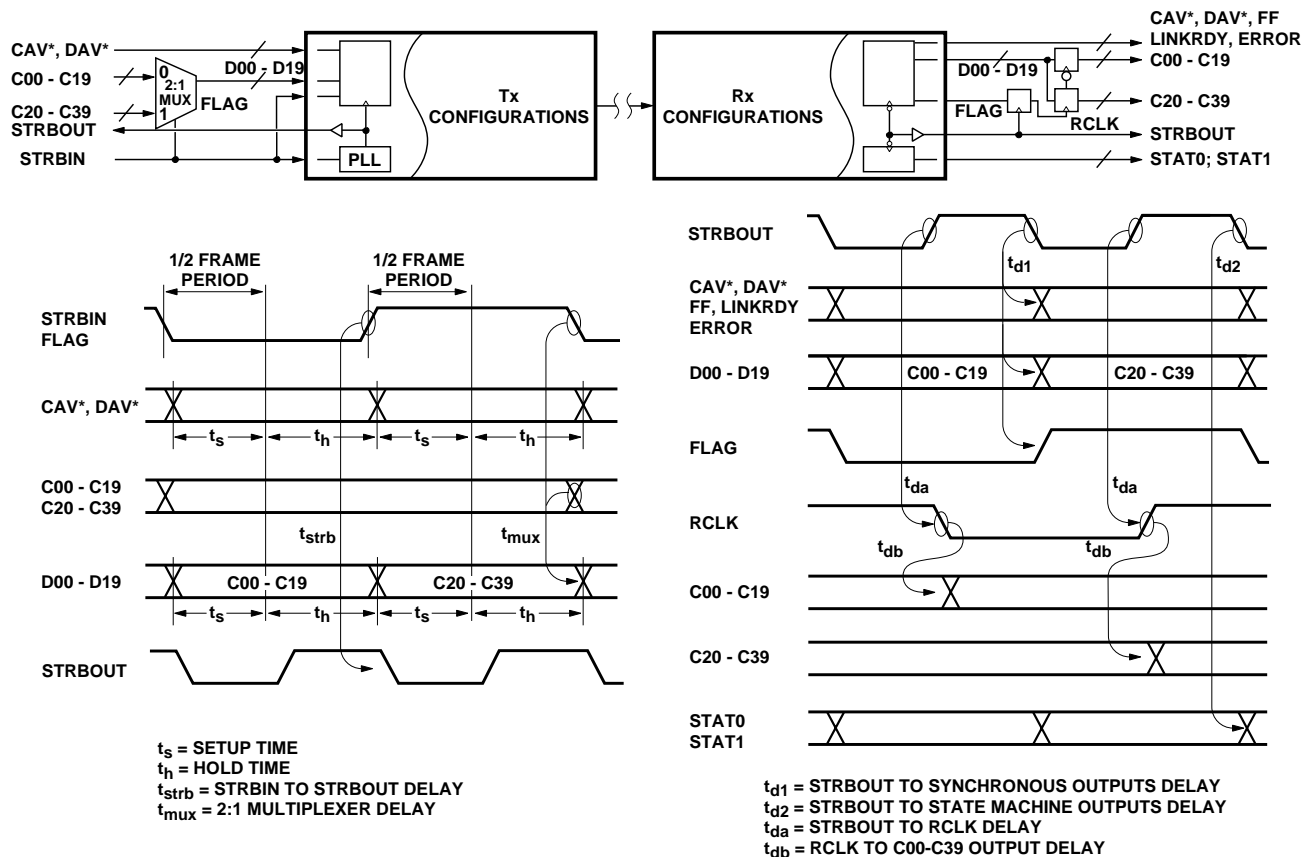 CAV*, DAV*
C00 - C19
C20 - C39
STRBOUT
STRBIN
0
2:1
MUX
1
D00 - D19
FLAG
PLL
Tx
CONFIGURATIONS
Rx
CONFIGURATIONS
D00 - D19
FLAG
RCLK
CAV*, DAV*, FF
LINKRDY, ERROR
C00 - C19
C20 - C39
STRBOUT
STAT0; STAT1
1/2 FRAME
PERIOD
1/2 FRAME
PERIOD
STRBIN
FLAG
CAV*, DAV*
ts th ts th
C00 - C19
C20 - C39
tstrb tmux
D00 - D19
C00 - C19 C20 - C39
ts th ts th
STRBOUT
ts = SETUP TIME
th = HOLD TIME
tstrb = STRBIN TO STRBOUT DELAY
tmux = 2:1 MULTIPLEXER DELAY
STRBOUT
td1 td2
CAV*, DAV*
FF, LINKRDY
ERROR
D00 - D19
C00 - C19 C20 - C39
FLAG
tda tda
RCLK
tdb tdb
C00 - C19
C20 - C39
STAT0
STAT1
td1 = STRBOUT TO SYNCHRONOUS OUTPUTS DELAY
td2 = STRBOUT TO STATE MACHINE OUTPUTS DELAY
tda = STRBOUT TO RCLK DELAY
tdb = RCLK TO C00-C39 OUTPUT DELAY